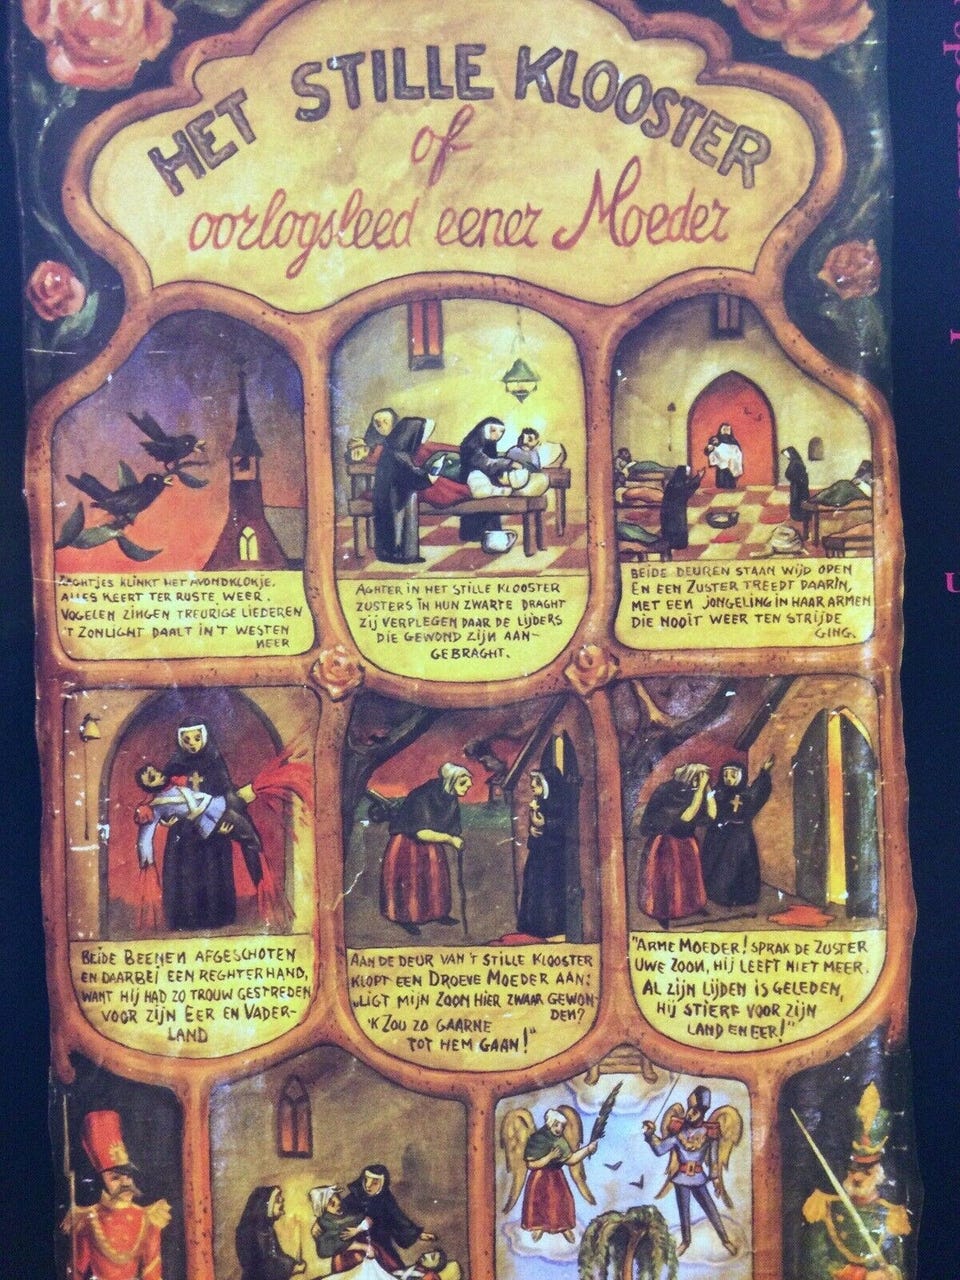 HET STILLE KLOOSTER
of
oorlogsleed eener Moeder
ZACHTJES KLINKT HET AVONDKLOKJE.
ALLES KEERT TER RUSTE WEER.
VOGELEN ZINGEN TREURIGE LIEDEREN
'T ZONLICHT DAALT IN'T WESTEN
NEER
AGHTER IN HET STILLE KLOOSTER
ZUSTERS IN HUN ZWARTE DRAGHT
ZIJ VERPLEGEN DAAR DE LIJDERS
DIE GEWOND ZIJN AAN-
GEBRAGHT.
BEIDE DEUREN STAAN WIJD OPEN
EN EEN ZUSTER TREEDT DAARIN,
MET EEN JONGELING IN HAAR ARMEN
DIE NOOIT WEER TEN STRIJDE
GING.
BEIDE BEENEN AFGESCHOTEN
EN DAARBIJ EEN REGHTERHAND,
WANT HIJ HAD ZO TROUW GESTREDEN
VOOR ZIJN EER EN VADER-
LAND
AAN DE DEUR VAN 'T STILLE KLOOSTER
KLOPT EEN DROEVE MOEDER AAN:
"LIGT MIJN ZOON HIER ZWAAR GEWON-
DEN?
'K ZOU ZO GAARNE
TOT HEM GAAN!"
"ARME MOEDER! SPRAK DE ZUSTER
UWE ZOON, HIJ LEEFT NIET MEER.
AL ZIJN LIJDEN IS GELEDEN,
HIJ STIERF VOOR ZIJN
LAND EN EER!"